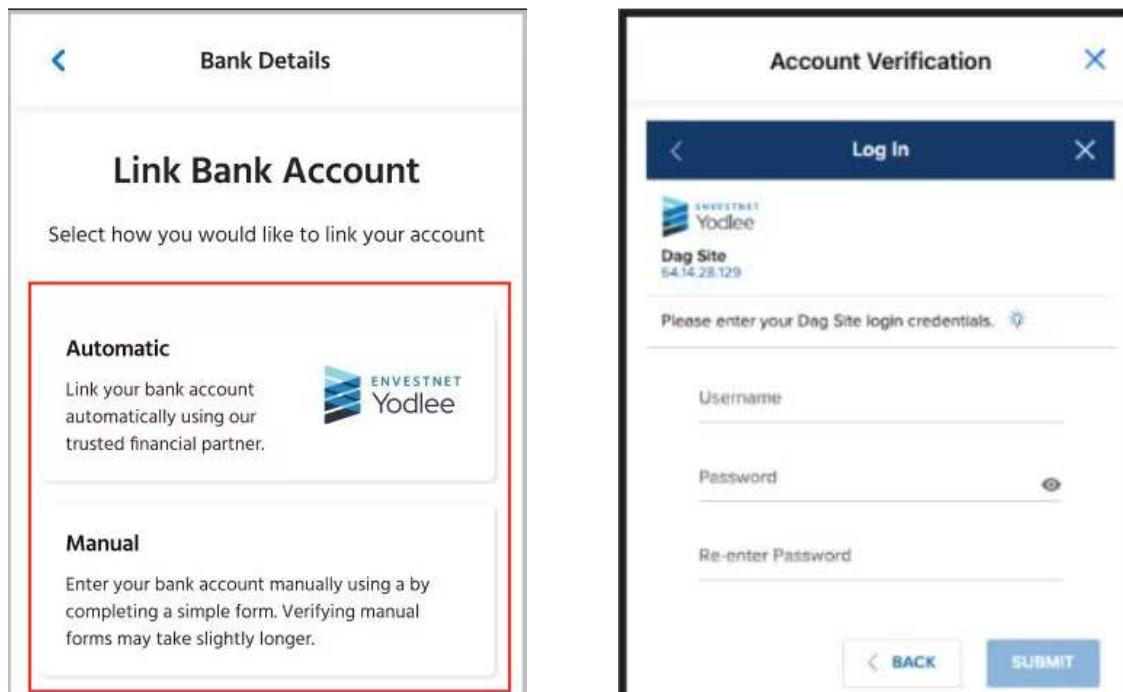 Bank Details
Link Bank Account
Select how you would like to link your account
Automatic
Link your bank account
automatically using our
trusted financial partner.
ENVESTNET
Yodlee
Manual
Enter your bank account manually using a by
completing a simple form. Verifying manual
forms may take slightly longer.
Account Verification
Log In
ENVESTNET
Yodlee
Dag Site
64.14.28.129
Please enter your Dag Site login credentials.
Username
Password
Re-enter Password
BACK
SUBMIT